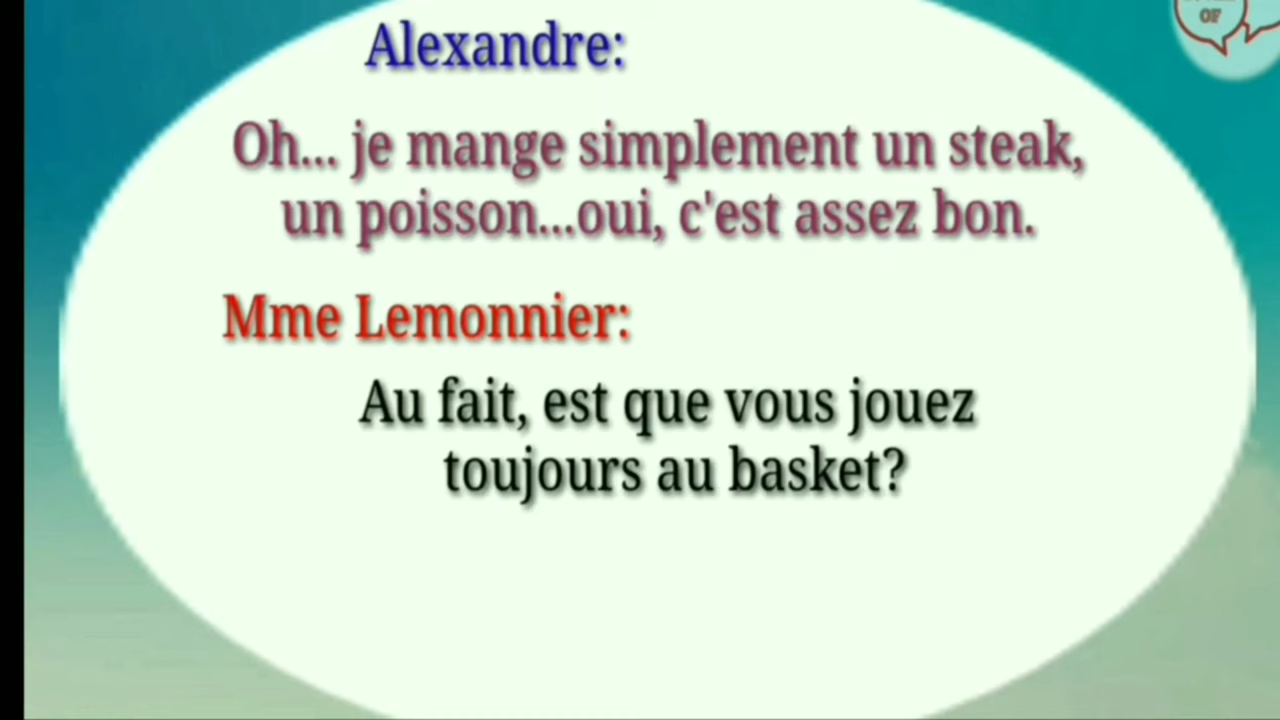 OF
Alexandre:
Oh... je mange simplement un steak,
un poisson...oui, c'est assez bon.
Mme Lemonnier:
Au fait, est que vous jouez
toujours au basket?